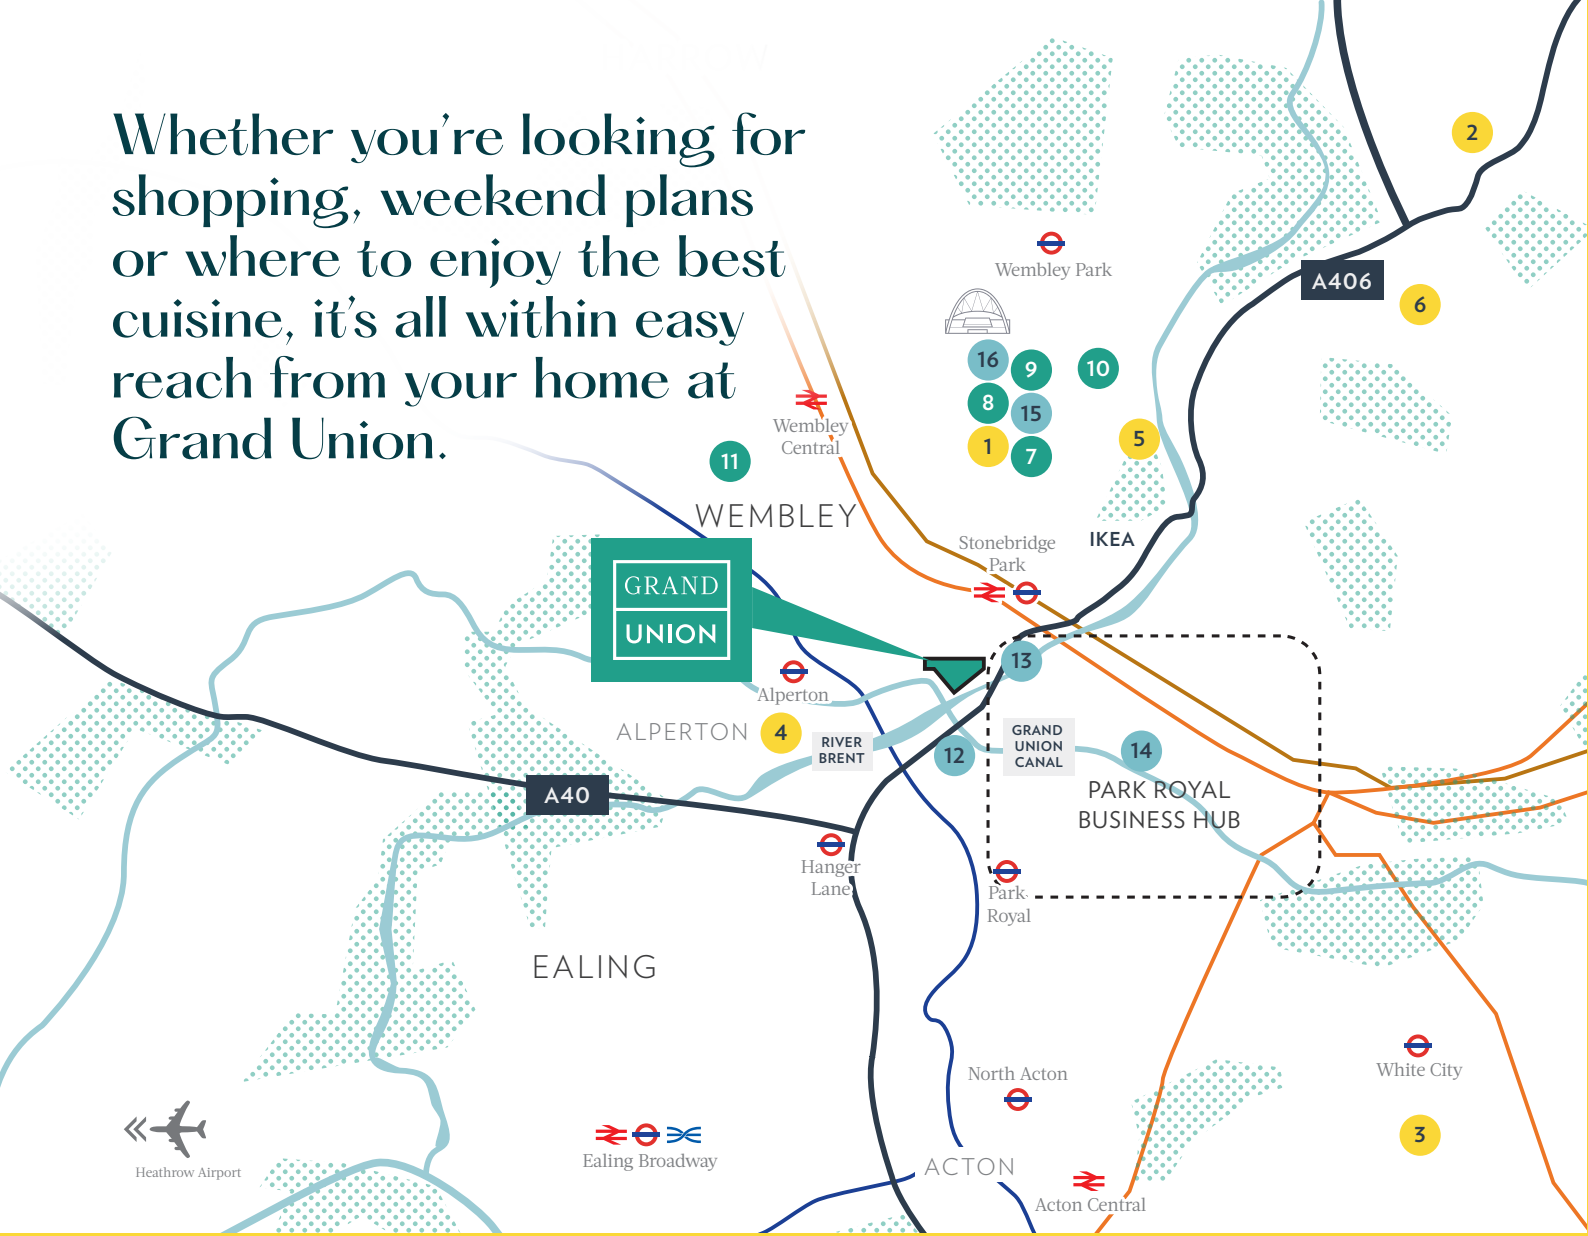 Whether you're looking for
shopping, weekend plans
or where to enjoy the best
cuisine, it's all within easy
reach from your home at
Grand Union.
2
Wembley Park
A406
6
16
9
10
8
15
1
7
5
Wembley
Central
11
WEMBLEY
Stonebridge
Park
IKEA
GRAND
UNION
13
Alperton
ALPERTON
4
RIVER
BRENT
12
GRAND
UNION
CANAL
14
PARK ROYAL
BUSINESS HUB
A40
Hanger
Lane
Park
Royal
EALING
White City
North Acton
3
Heathrow Airport
Ealing Broadway
ACTON
Acton Central